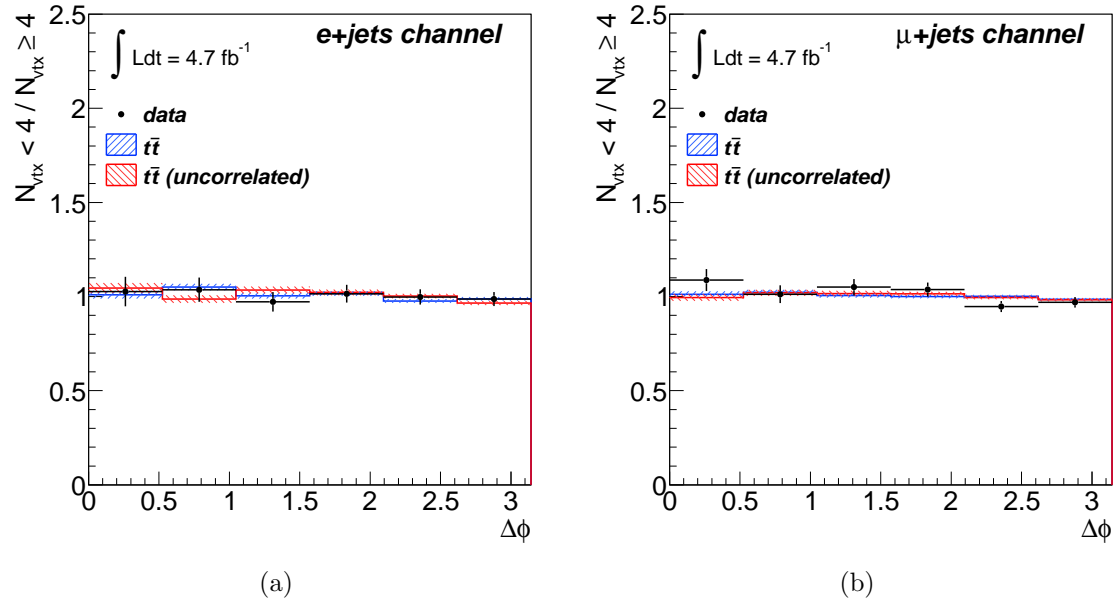 N_vtx < 4 / N_vtx ≥ 4
2.5
2
1.5
1
0.5
0
e+jets channel
∫ Ldt = 4.7 fb⁻¹
data
tt̄
tt̄ (uncorrelated)
0 0.5 1 1.5 2 2.5 3
Δϕ
(a)
N_vtx < 4 / N_vtx ≥ 4
2.5
2
1.5
1
0.5
0
μ+jets channel
∫ Ldt = 4.7 fb⁻¹
data
tt̄
tt̄ (uncorrelated)
0 0.5 1 1.5 2 2.5 3
Δϕ
(b)